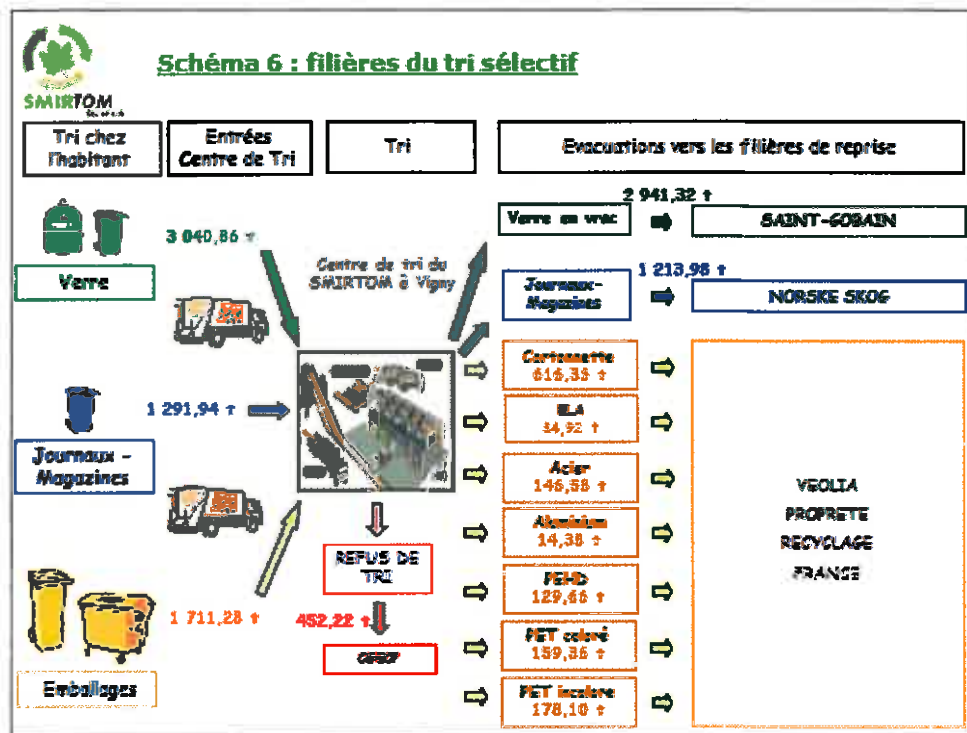 Schéma 6 : filières du tri sélectif
SMIRTOM
Tri chez
l'habitant
Entrées
Centre de Tri
Tri
Evacuations vers les filières de reprise
2 941,32 t
Verre en vrac
SAINT-GOBAIN
3 040,86 t
Verre
Centre de tri du
SMIRTOM à Vigny
Journaux-
Magazines
1 213,98 t
NORSKE SKOG
Cartonnette
616,35 t
1 291,94 t
ELA
Journaux -
Magazines
Acier
146,58 t
Aluminium
14,38 t
VEOLIA
PROPRETE
RECYCLAGE
FRANCE
REFUS DE
TRI
PEHD
129,66 t
1 711,28 t
452,22 t
PET coloré
159,36 t
Emballages
PET incolore
178,10 t